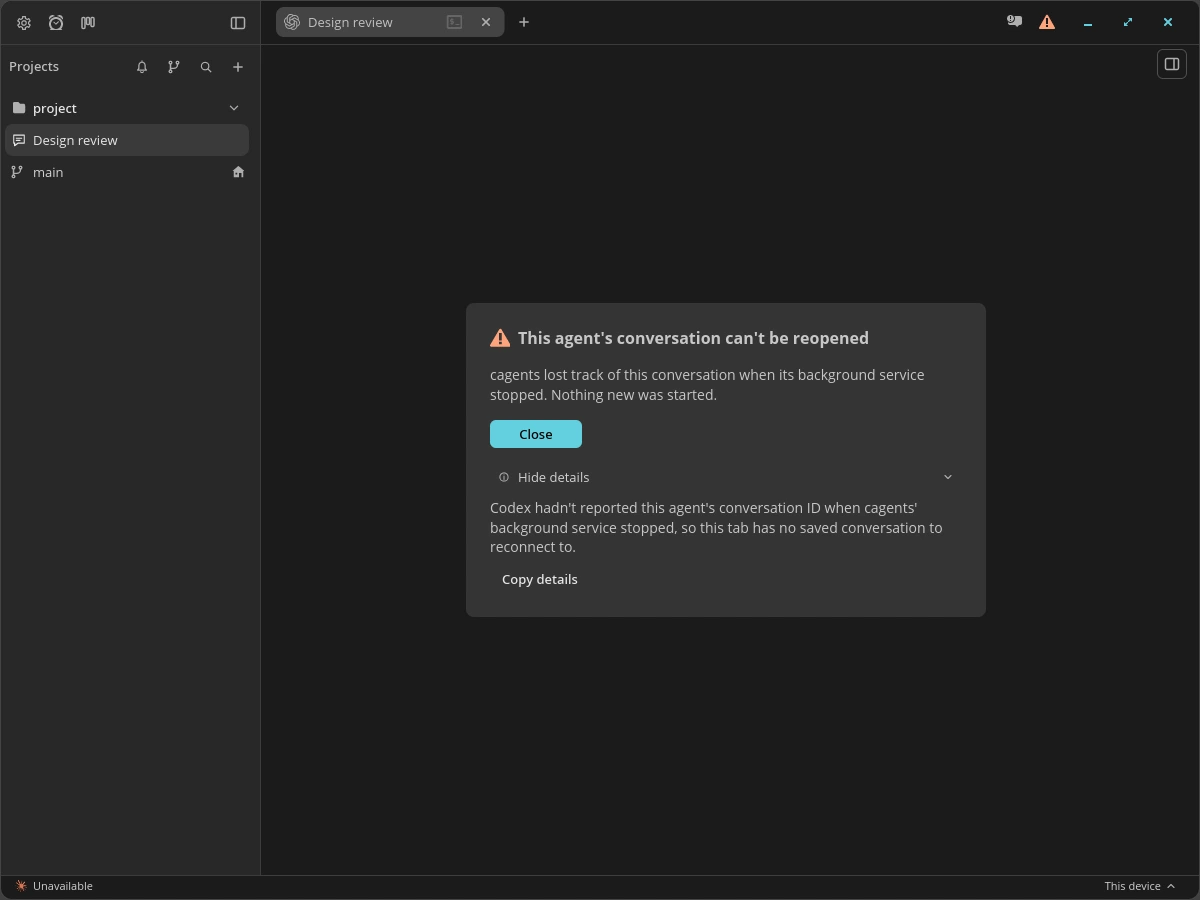 Design review
Projects
project
Design review
main
This agent's conversation can't be reopened
cagents lost track of this conversation when its background service
stopped. Nothing new was started.
Close
Hide details
Codex hadn't reported this agent's conversation ID when cagents'
background service stopped, so this tab has no saved conversation to
reconnect to.
Copy details
Unavailable
This device